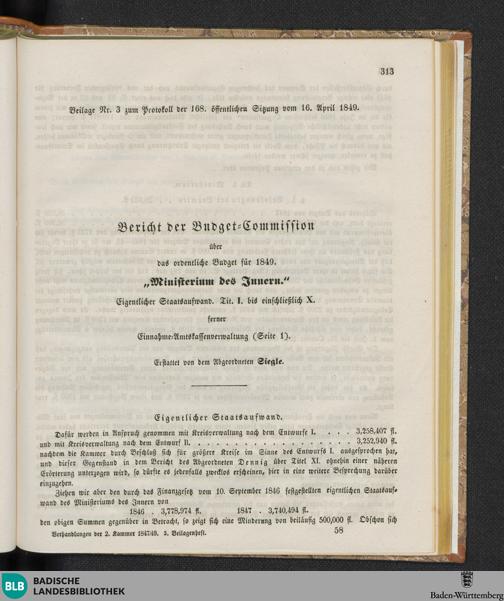 313
Beilage Nr. 3 zum Protokoll der 168. öffentlichen Sitzung vom 16. April 1849.
Bericht der Budget-Commission
über
das ordentliche Budget für 1849.
„Ministerium des Innern.“
Eigentlicher Staatsaufwand. Tit. I. bis einschließlich X.
ferner
Einnahme-Amtskassenverwaltung (Seite 1).
Erstattet von dem Abgeordneten Siegle.
Eigentlicher Staatsaufwand.
Dafür werden in Anspruch genommen mit Kreisverwaltung nach dem Entwurfe I. . . . 3,258,407 fl.
und mit Kreisverwaltung nach dem Entwurf II. . . . . . . . . . . . . . . . 3,252,940 fl.
nachdem die Kammer durch Beschluß sich für größere Kreise im Sinne des Entwurfs I. ausgesprochen hat,
und dieser Gegenstand in dem Bericht des Abgeordneten Dennig über Titel XI. ohnehin einer näheren
Erörterung unterzogen wird, so dürfte es jedenfalls zwecklos erscheinen, hier in eine weitere Besprechung darüber
einzugehen.
Ziehen wir aber den durch das Finanzgesetz vom 10. September 1846 festgestellten eigentlichen Staatsauf-
wand des Ministeriums des Innern von
1846 . 3,778,974 fl. 1847 . 3,740,494 fl.
den obigen Summen gegenüber in Betracht, so zeigt sich eine Minderung von beiläufig 500,000 fl. Obschon sich
Verhandlungen der 2. Kammer 1847/49. 5. Beilagenheft. 58
BLB BADISCHE
LANDESBIBLIOTHEK
Baden-Württemberg